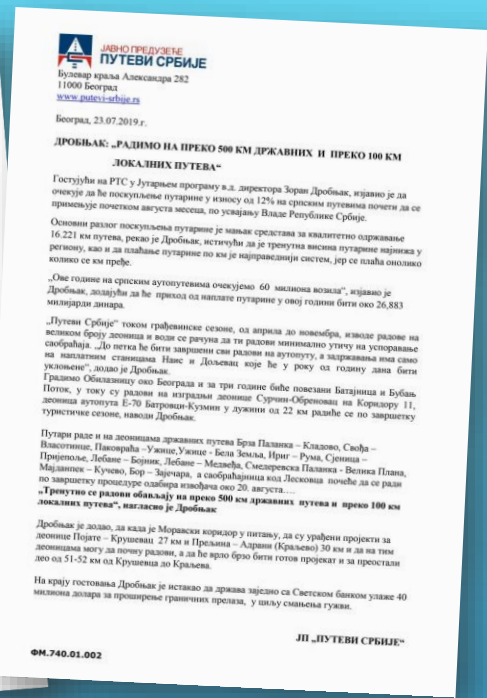 ЈАВНО ПРЕДУЗЕЋЕ
ПУТЕВИ СРБИЈЕ
Булевар краља Александра 282
11000 Београд
www.putevi-srbije.rs
Београд, 23.07.2019.г.
ДРОБЊАК: „РАДИМО НА ПРЕКО 500 КМ ДРЖАВНИХ И ПРЕКО 100 КМ
ЛОКАЛНИХ ПУТЕВА“
Гостујући на РТС у Јутарњем програму в.д. директора Зоран Дробњак, изјавио је да
очекује да ће поскупљење путарине у износу од 12% на српским путевима почети да се
примењује почетком августа месеца, по усвајању Владе Републике Србије.
Основни разлог поскупљења путарине је мањак средстава за квалитетно одржавање
16.221 км путева, рекао је Дробњак, истичући да је тренутна висина путарине најнижа у
региону, као и да плаћање путарине по км је најправеднији систем, јер се плаћа онолико
колико се км пређе.
„Ове године на српским аутопутевима очекујемо 60 милиона возила“, изјавио је
Дробњак, додајући да ће приход од наплате путарине у овој години бити око 26,883
милијарди динара.
„Путеви Србије“ током грађевинске сезоне, од априла до новембра, изводе радове на
великом броју деоница и води се рачуна да ти радови минимално утичу на успоравање
саобраћаја. „До петка ће бити завршени сви радови на аутопуту, а задржавања има само
на наплатним станицама Наис и Дољевац које ће у року од годину дана бити
уклоњене“, додао је Дробњак.
Градимо Обилазницу око Београда и за три године биће повезани Батајница и Бубањ
Поток, у току су радови на изградњи деонице Сурчин-Обреновац на Коридору 11,
деоница аутопута Е-70 Батровци-Кузмин у дужини од 22 км радиће се по завршетку
туристичке сезоне, наводи Дробњак.
Путари раде и на деоницама државних путева Брза Паланка – Кладово, Свођа –
Власотинце, Паковраћа –Ужице,Ужице - Бела Земља, Ириг – Рума, Сјеница –
Пријепоље, Лебане – Бојник, Лебане – Медвеђа, Смедеревска Паланка - Велика Плана,
Мајданпек – Кучево, Бор – Зајечара, а саобраћајница код Лесковца почеће да се ради
по завршетку процедуре одабира извођача око 20. августа….
„Тренутно се радови обављају на преко 500 км државних путева и преко 100 км
локалних путева“, нагласио је Дробњак
Дробњак је додао, да када је Моравски коридор у питању, да су урађени пројекти за
деонице Појате – Крушевац 27 км и Прељина – Адрани (Краљево) 30 км и да на тим
деоницама могу да почну радови, а да ће врло брзо бити готов пројекат и за преостали
део од 51-52 км од Крушевца до Краљева.
На крају гостовања Дробњак је истакао да држава заједно са Светском банком улаже 40
милиона долара за проширење граничних прелаза, у циљу смањења гужви.
ЈП „ПУТЕВИ СРБИЈЕ“
ФМ.740.01.002